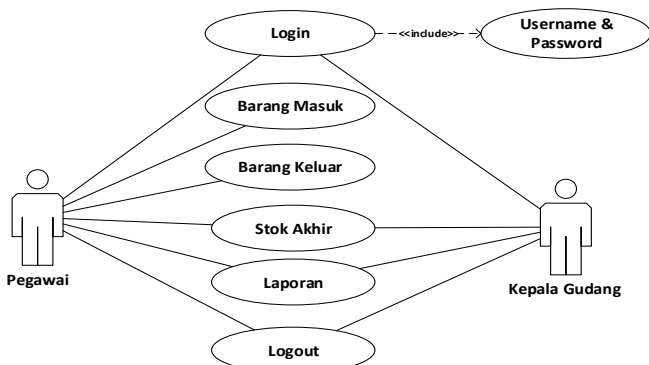 Login
<<include>>
Username &
Password
Barang Masuk
Barang Keluar
Stok Akhir
Pegawai
Laporan
Kepala Gudang
Logout